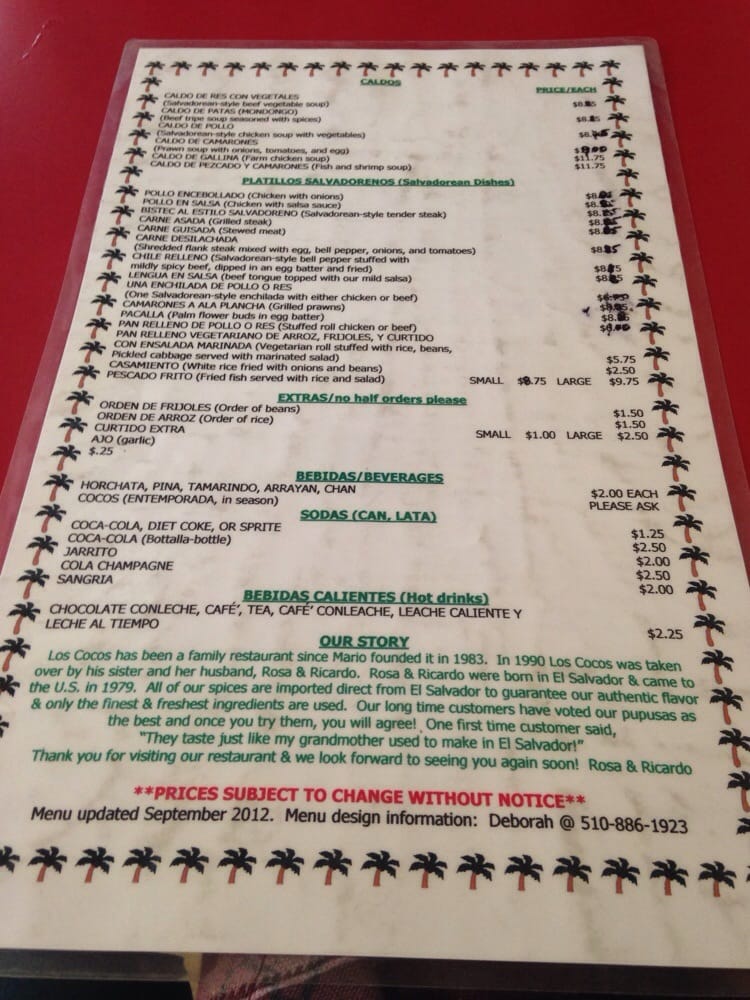 CALDOS PRICE/EACH
CALDO DE RES CON VEGETALES
(Salvadorean-style beef vegetable soup)
CALDO DE PATAS (MONDONGO)
(Beef tripe soup seasoned with spices)
CALDO DE POLLO
(Salvadorean-style chicken soup with vegetables)
CALDO DE CAMARONES
(Prawn soup with onions, tomatoes, and egg)
CALDO DE GALLINA (Farm chicken soup) $11.75
CALDO DE PEZCADO Y CAMARONES (Fish and shrimp soup) $11.75
PLATILLOS SALVADORENOS (Salvadorean Dishes)
POLLO ENCEBOLLADO (Chicken with onions)
POLLO EN SALSA (Chicken with salsa sauce)
BISTEC AL ESTILO SALVADORENO (Salvadorean-style tender steak)
CARNE ASADA (Grilled steak)
CARNE GUISADA (Stewed meat)
CARNE DESILACHADA
(Shredded flank steak mixed with egg, bell pepper, onions, and tomatoes)
CHILE RELLENO (Salvadorean-style bell pepper stuffed with
mildly spicy beef, dipped in an egg batter and fried)
LENGUA EN SALSA (beef tongue topped with our mild salsa)
UNA ENCHILADA DE POLLO O RES
(One Salvadorean-style enchilada with either chicken or beef)
CAMARONES A ALA PLANCHA (Grilled prawns)
PACALLA (Palm flower buds in egg batter)
PAN RELLENO DE POLLO O RES (Stuffed roll chicken or beef)
PAN RELLENO VEGETARIANO DE ARROZ, FRIJOLES, Y CURTIDO
CON ENSALADA MARINADA (Vegetarian roll stuffed with rice, beans,
Pickled cabbage served with marinated salad) $5.75
CASAMIENTO (White rice fried with onions and beans) $2.50
PESCADO FRITO (Fried fish served with rice and salad) SMALL $8.75 LARGE $9.75
EXTRAS/no half orders please
ORDEN DE FRIJOLES (Order of beans) $1.50
ORDEN DE ARROZ (Order of rice) $1.50
CURTIDO EXTRA SMALL $1.00 LARGE $2.50
AJO (garlic)
$.25
BEBIDAS/BEVERAGES
HORCHATA, PINA, TAMARINDO, ARRAYAN, CHAN $2.00 EACH
COCOS (ENTEMPORADA, in season) PLEASE ASK
SODAS (CAN, LATA)
COCA-COLA, DIET COKE, OR SPRITE $1.25
COCA-COLA (Bottalla-bottle) $2.50
JARRITO $2.00
COLA CHAMPAGNE $2.50
SANGRIA $2.00
BEBIDAS CALIENTES (Hot drinks)
CHOCOLATE CONLECHE, CAFÉ', TEA, CAFÉ' CONLEACHE, LEACHE CALIENTE Y
LECHE AL TIEMPO $2.25
OUR STORY
Los Cocos has been a family restaurant since Mario founded it in 1983. In 1990 Los Cocos was taken
over by his sister and her husband, Rosa & Ricardo. Rosa & Ricardo were born in El Salvador & came to
the U.S. in 1979. All of our spices are imported direct from El Salvador to guarantee our authentic flavor
& only the finest & freshest ingredients are used. Our long time customers have voted our pupusas as
the best and once you try them, you will agree! One first time customer said,
"They taste just like my grandmother used to make in El Salvador!"
Thank you for visiting our restaurant & we look forward to seeing you again soon! Rosa & Ricardo
**PRICES SUBJECT TO CHANGE WITHOUT NOTICE**
Menu updated September 2012. Menu design information: Deborah @ 510-886-1923